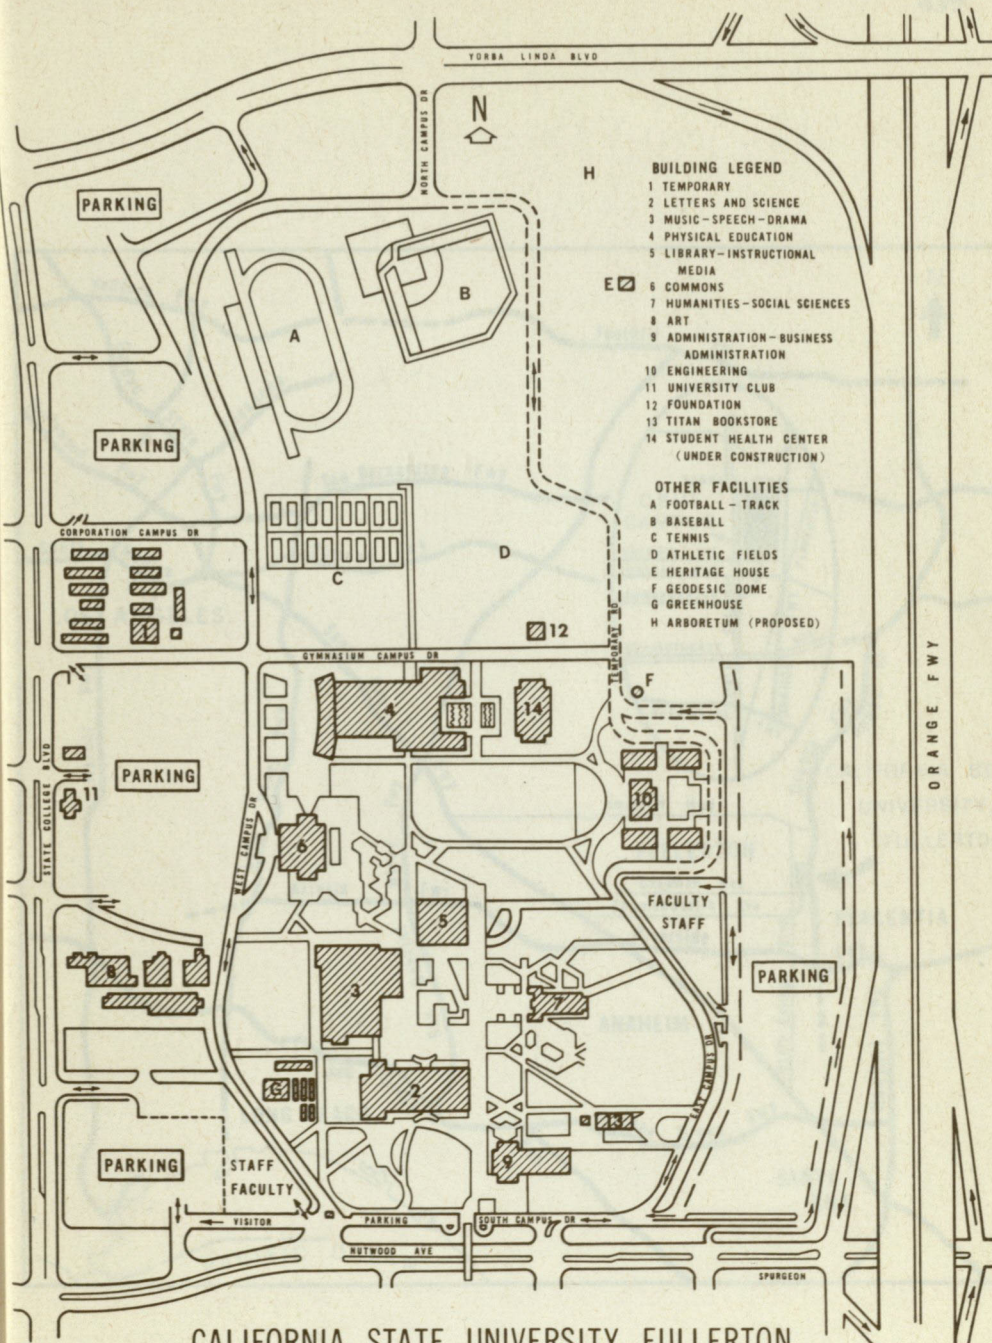 YORBA LINDA BLVD
NORTH CAMPUS DR
N
H
PARKING
BUILDING LEGEND
1 TEMPORARY
2 LETTERS AND SCIENCE
3 MUSIC-SPEECH-DRAMA
4 PHYSICAL EDUCATION
5 LIBRARY-INSTRUCTIONAL
MEDIA
6 COMMONS
7 HUMANITIES-SOCIAL SCIENCES
8 ART
9 ADMINISTRATION-BUSINESS
ADMINISTRATION
10 ENGINEERING
11 UNIVERSITY CLUB
12 FOUNDATION
13 TITAN BOOKSTORE
14 STUDENT HEALTH CENTER
(UNDER CONSTRUCTION)
OTHER FACILITIES
A FOOTBALL-TRACK
B BASEBALL
C TENNIS
D ATHLETIC FIELDS
E HERITAGE HOUSE
F GEODESIC DOME
G GREENHOUSE
H ARBORETUM (PROPOSED)
E
B
A
PARKING
CORPORATION CAMPUS DR
C
D
1
12
TEMPORARY RD
GYMNASIUM CAMPUS DR
F
ORANGE FWY
4
14
STATE COLLEGE BLVD
PARKING
11
10
WEST CAMPUS DR
6
FACULTY
STAFF
5
8
3
7
PARKING
EAST CAMPUS RD
G
2
13
9
PARKING
STAFF
FACULTY
VISITOR
PARKING
SOUTH CAMPUS DR
NUTWOOD AVE
SPURGEON
CALIFORNIA STATE UNIVERSITY, FULLERTON